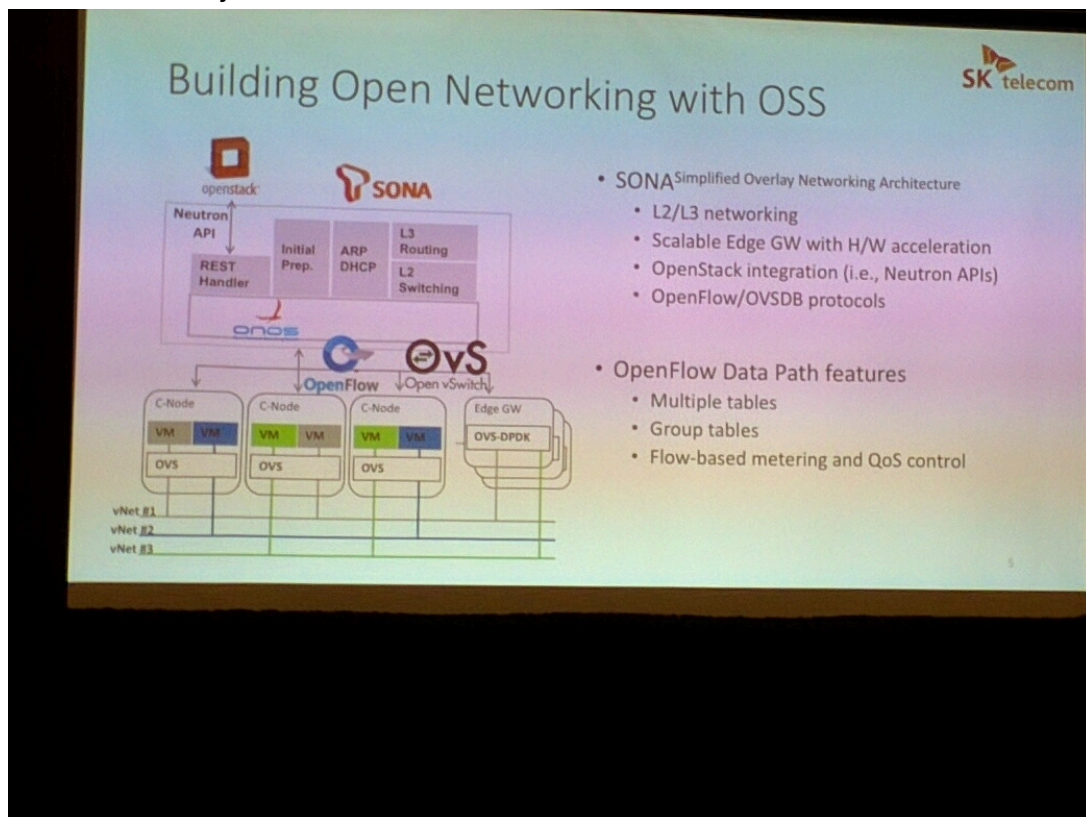 Building Open Networking with OSS
SK telecom
openstack
SONA
Neutron
API
REST
Handler
Initial
Prep.
ARP
DHCP
L3
Routing
L2
Switching
onos
OpenFlow
OvS
Open vSwitch
C-Node
VM VM
OVS
C-Node
VM VM
OVS
C-Node
VM VM
OVS
Edge GW
OVS-DPDK
vNet #1
vNet #2
vNet #3
• SONA Simplified Overlay Networking Architecture
• L2/L3 networking
• Scalable Edge GW with H/W acceleration
• OpenStack integration (i.e., Neutron APIs)
• OpenFlow/OVSDB protocols
• OpenFlow Data Path features
• Multiple tables
• Group tables
• Flow-based metering and QoS control
5